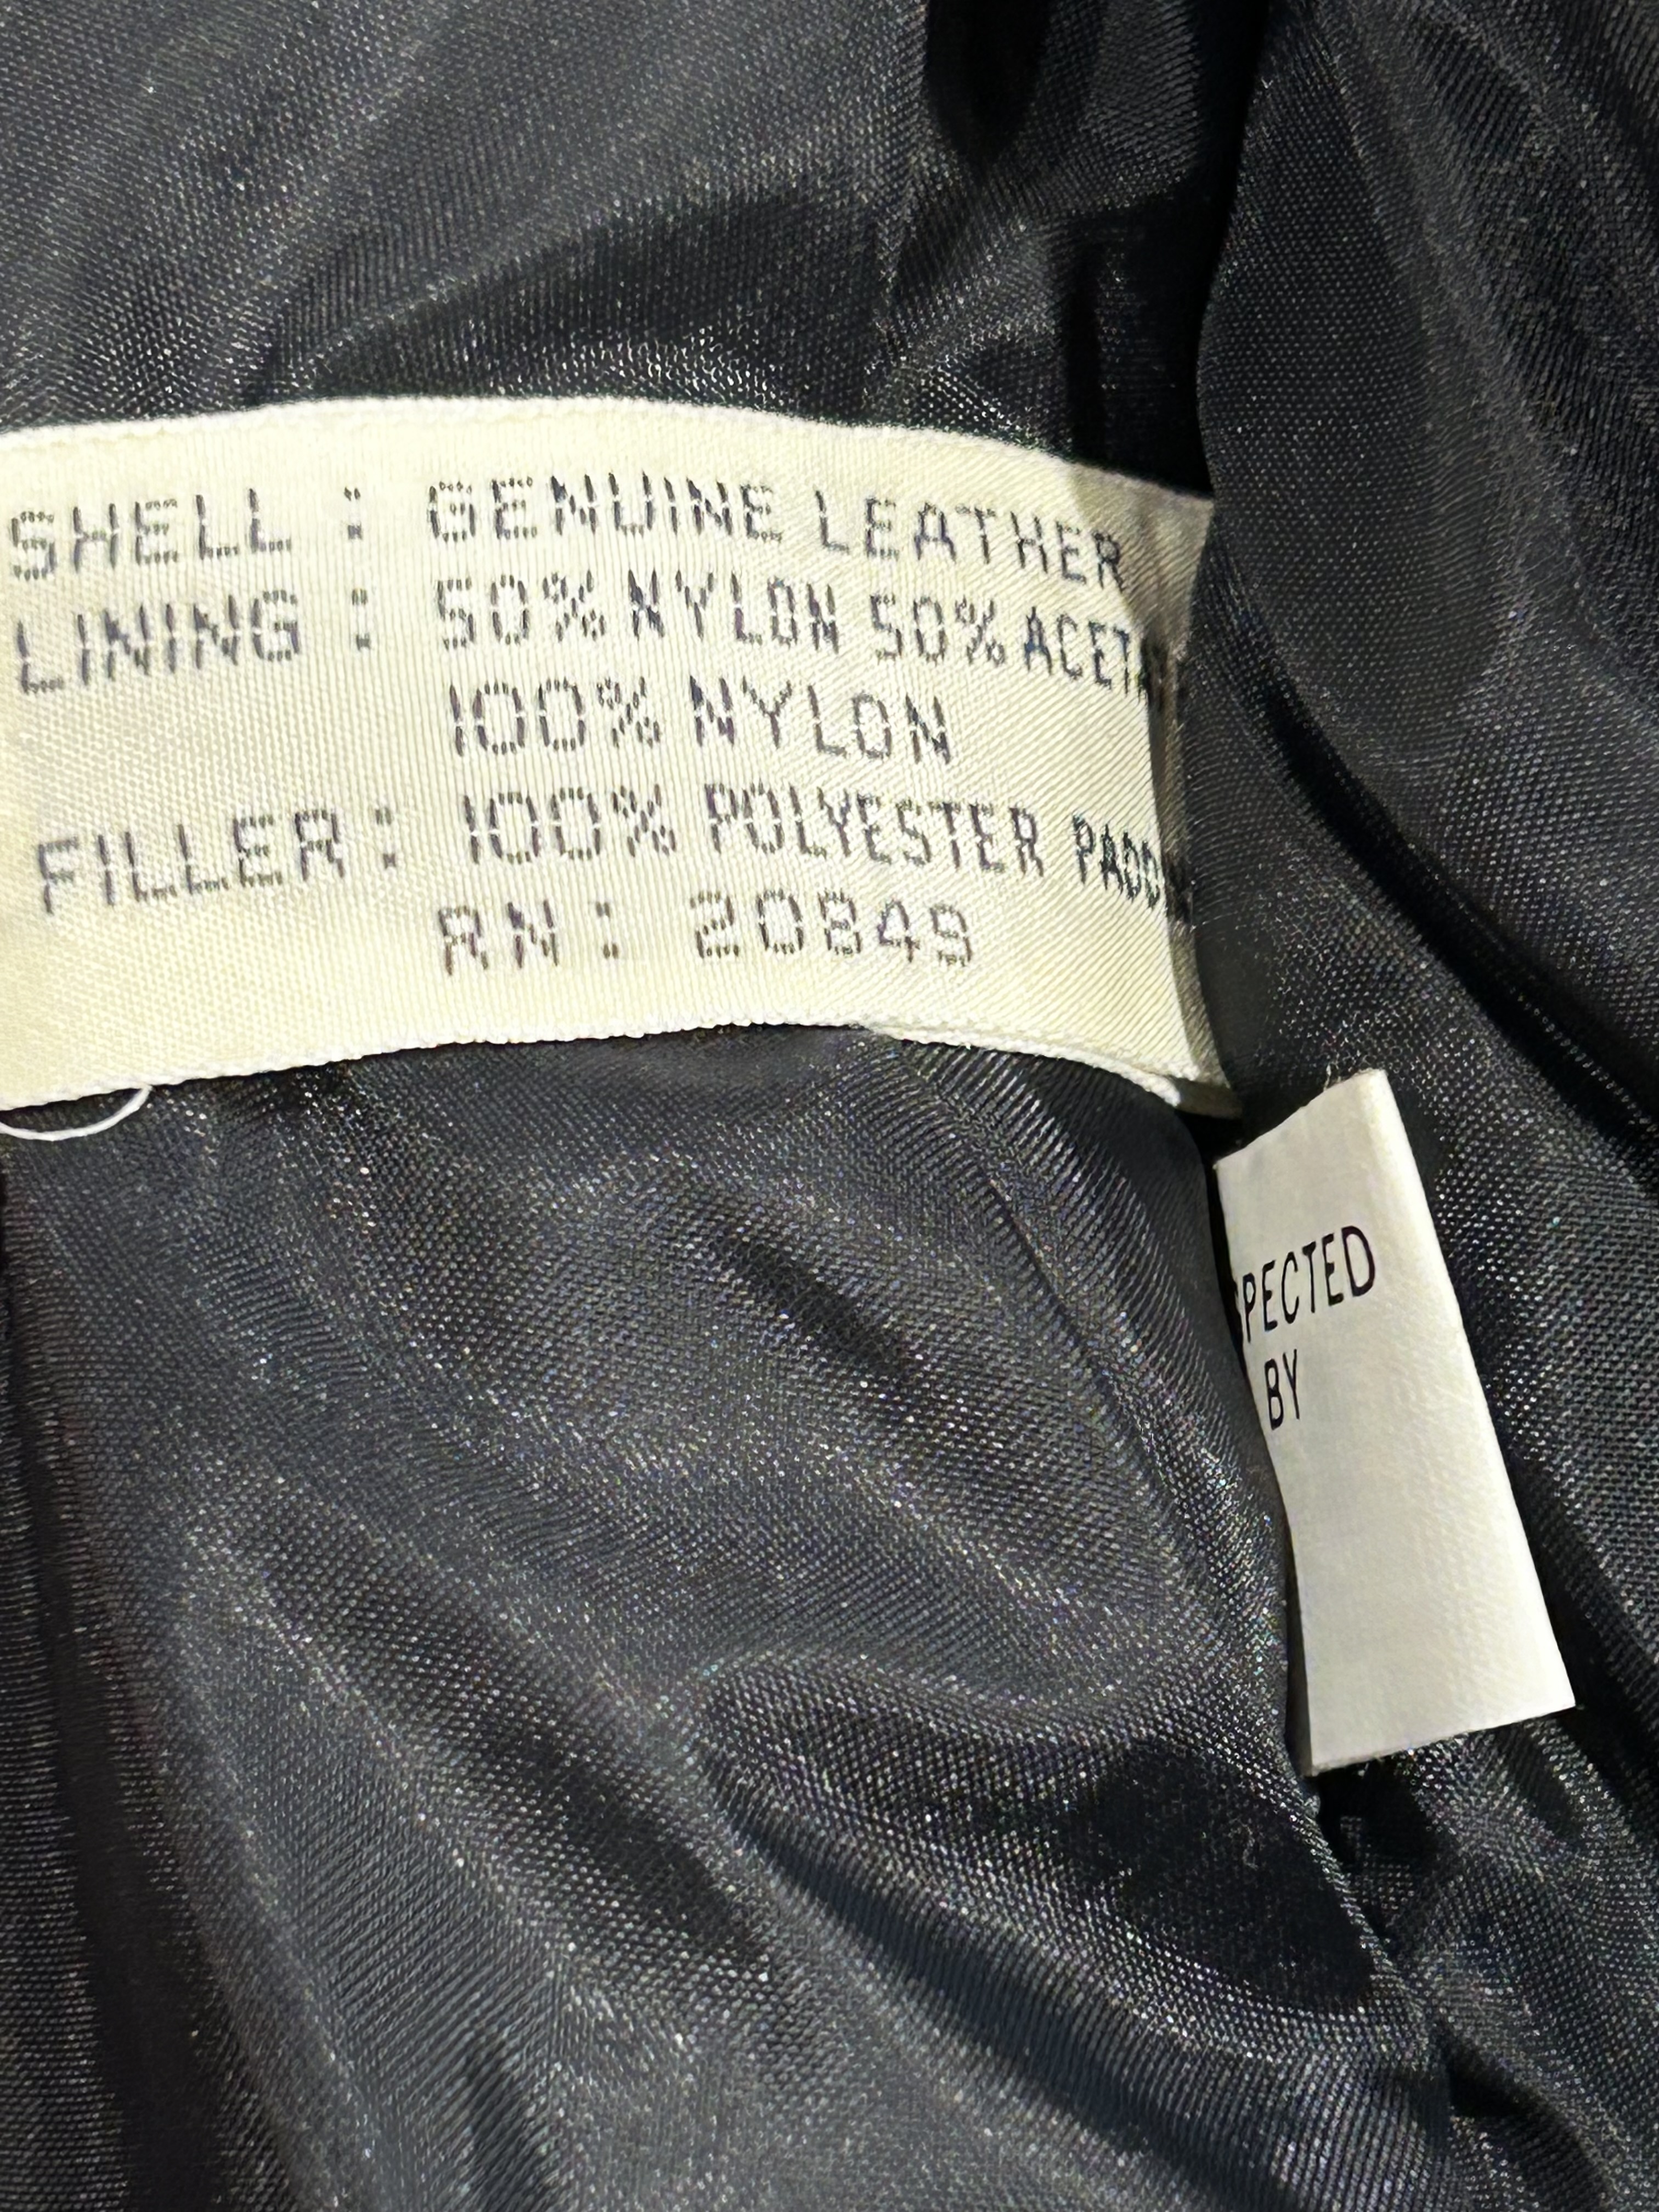 SHELL : GENUINE LEATHER
LINING : 50% NYLON 50% ACETA
100% NYLON
FILLER : 100% POLYESTER PADD
RN : 20849
SPECTED
BY